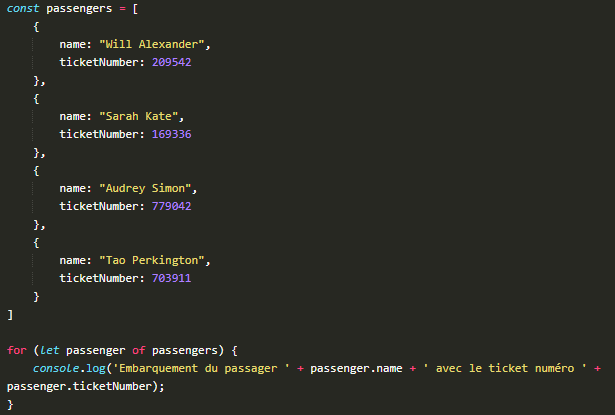 const passengers = [
    {
        name: "Will Alexander",
        ticketNumber: 209542
    },
    {
        name: "Sarah Kate",
        ticketNumber: 169336
    },
    {
        name: "Audrey Simon",
        ticketNumber: 779042
    },
    {
        name: "Tao Perkington",
        ticketNumber: 703911
    }
]

for (let passenger of passengers) {
    console.log('Embarquement du passager ' + passenger.name + ' avec le ticket numéro ' +
passenger.ticketNumber);
}